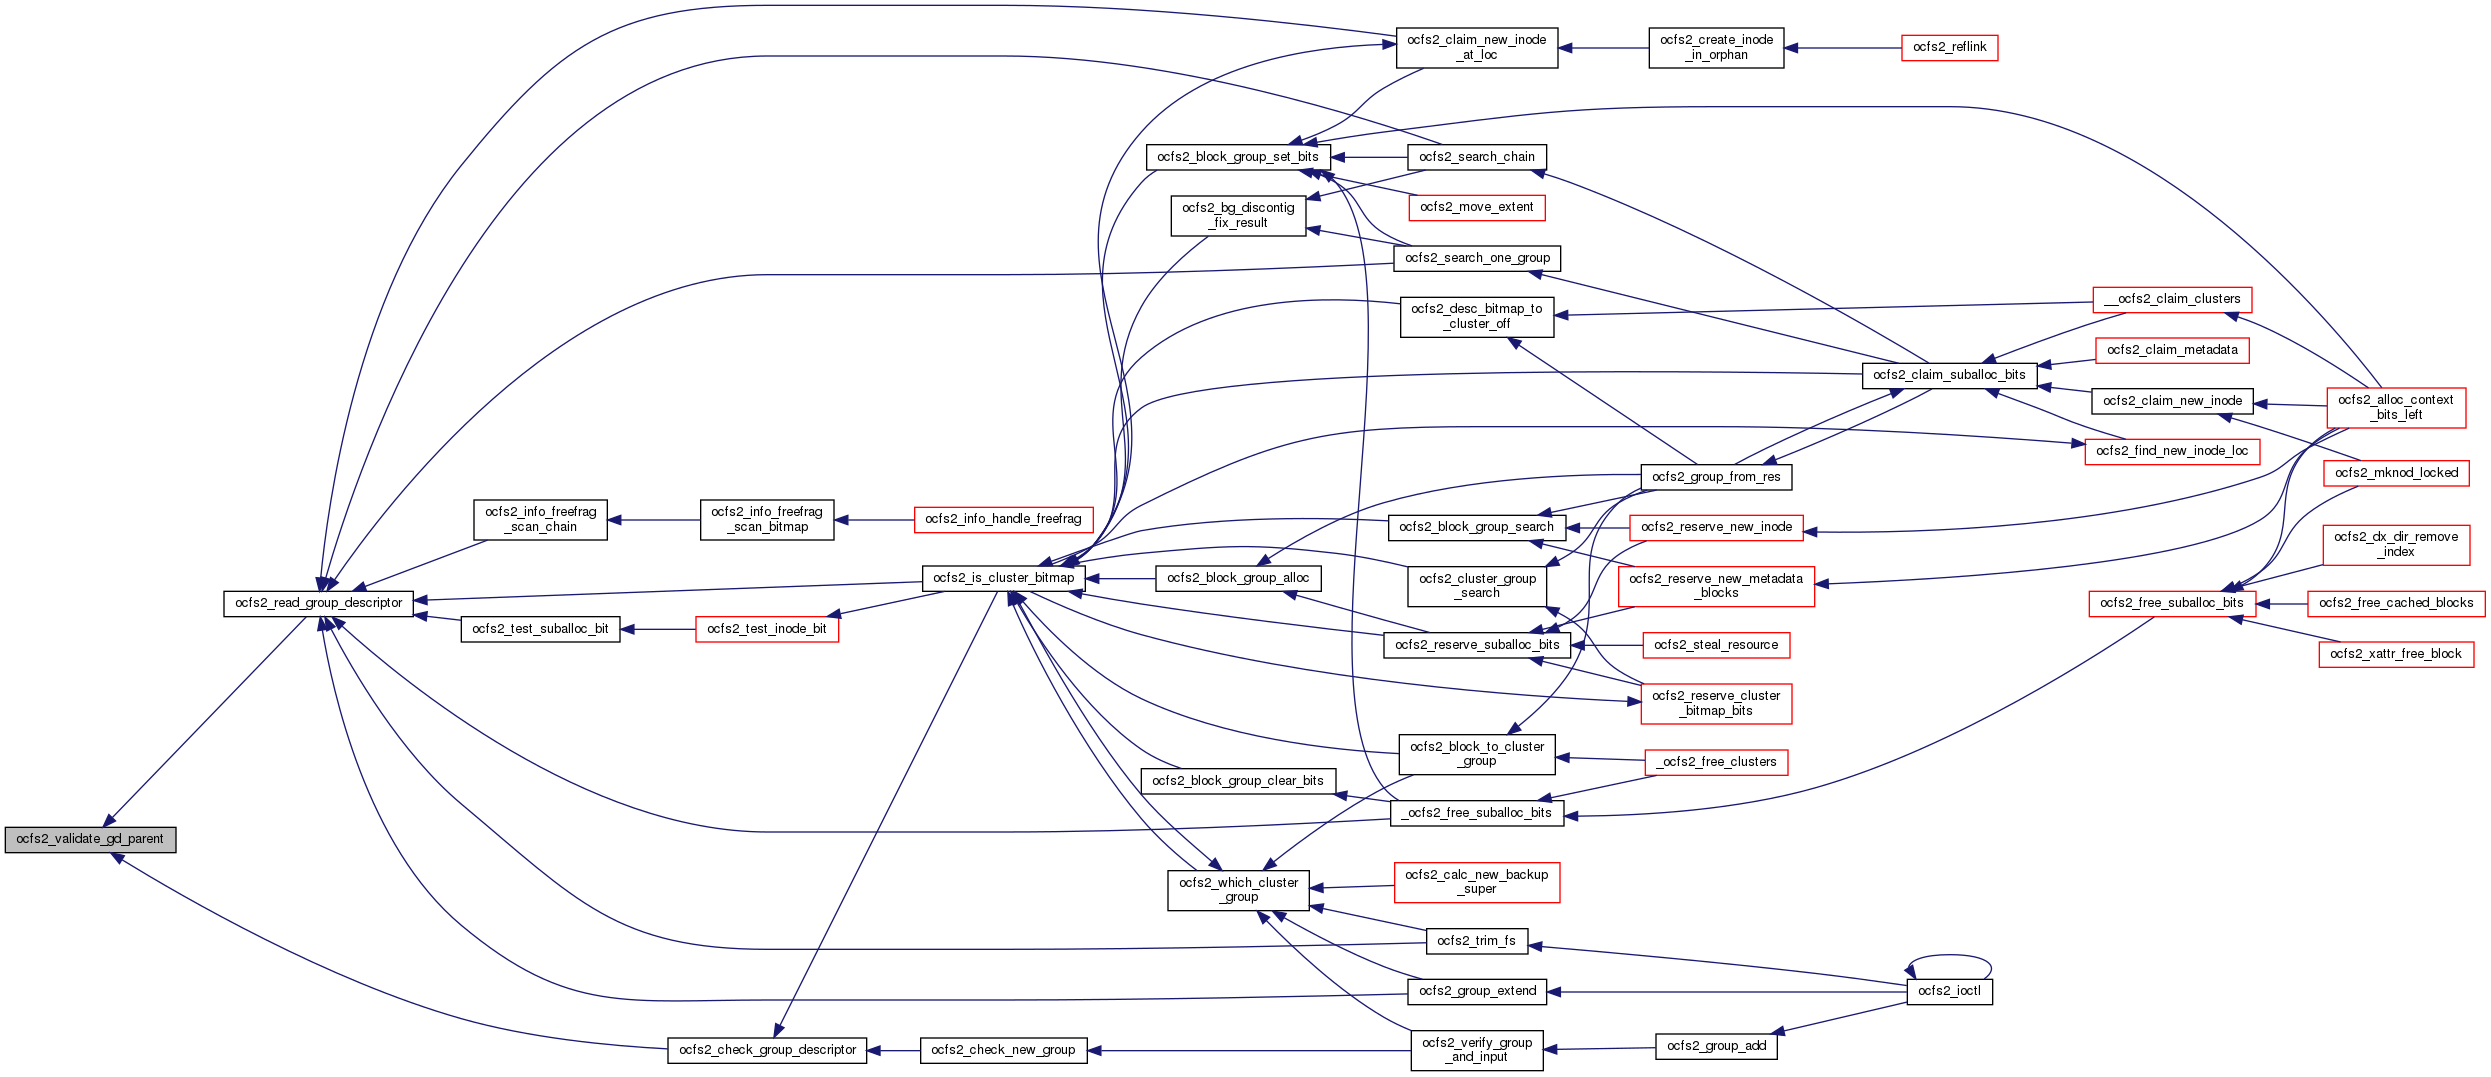 ocfs2_validate_gd_parent
ocfs2_read_group_descriptor
ocfs2_check_group_descriptor
ocfs2_info_freefrag
_scan_chain
ocfs2_test_suballoc_bit
ocfs2_info_freefrag
_scan_bitmap
ocfs2_test_inode_bit
ocfs2_info_handle_freefrag
ocfs2_is_cluster_bitmap
ocfs2_check_new_group
ocfs2_block_group_set_bits
ocfs2_bg_discontig
_fix_result
ocfs2_block_group_alloc
ocfs2_block_group_clear_bits
ocfs2_which_cluster
_group
ocfs2_claim_new_inode
_at_loc
ocfs2_search_chain
ocfs2_move_extent
ocfs2_search_one_group
ocfs2_desc_bitmap_to
_cluster_off
ocfs2_block_group_search
ocfs2_cluster_group
_search
ocfs2_reserve_suballoc_bits
ocfs2_block_to_cluster
_group
_ocfs2_free_suballoc_bits
ocfs2_calc_new_backup
_super
ocfs2_trim_fs
ocfs2_group_extend
ocfs2_verify_group
_and_input
ocfs2_create_inode
_in_orphan
ocfs2_group_from_res
ocfs2_reserve_new_inode
ocfs2_reserve_new_metadata
_blocks
ocfs2_steal_resource
ocfs2_reserve_cluster
_bitmap_bits
_ocfs2_free_clusters
ocfs2_group_add
ocfs2_reflink
ocfs2_claim_suballoc_bits
ocfs2_ioctl
__ocfs2_claim_clusters
ocfs2_claim_metadata
ocfs2_claim_new_inode
ocfs2_find_new_inode_loc
ocfs2_free_suballoc_bits
ocfs2_alloc_context
_bits_left
ocfs2_mknod_locked
ocfs2_dx_dir_remove
_index
ocfs2_free_cached_blocks
ocfs2_xattr_free_block